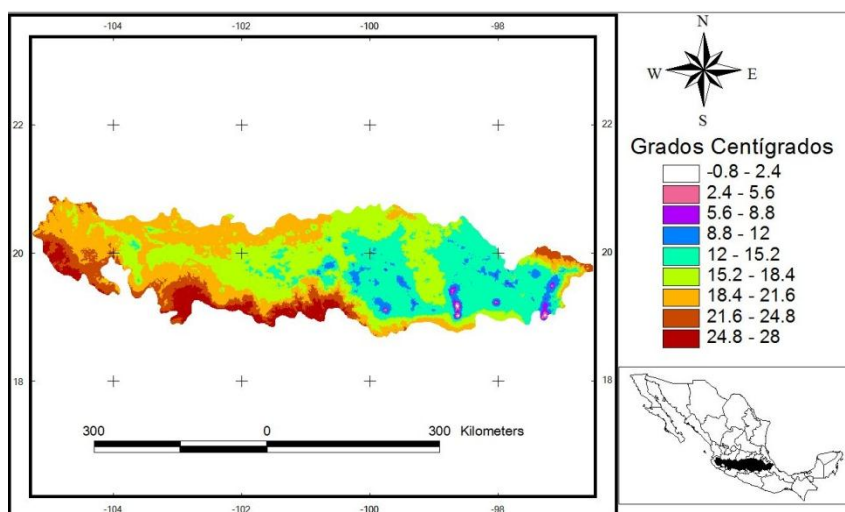 -104 -102 -100 -98
22 22
20 20
18 18
300 0 300 Kilometers
-104 -102 -100 -98
N
W E
S
Grados Centígrados
-0.8 - 2.4
2.4 - 5.6
5.6 - 8.8
8.8 - 12
12 - 15.2
15.2 - 18.4
18.4 - 21.6
21.6 - 24.8
24.8 - 28